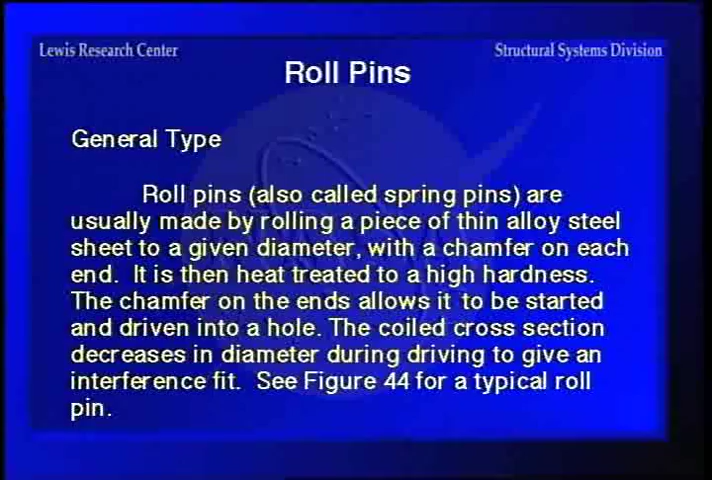 Lewis Research Center
Structural Systems Division
Roll Pins
General Type
Roll pins (also called spring pins) are
usually made by rolling a piece of thin alloy steel
sheet to a given diameter, with a chamfer on each
end.  It is then heat treated to a high hardness.
The chamfer on the ends allows it to be started
and driven into a hole. The coiled cross section
decreases in diameter during driving to give an
interference fit.  See Figure 44 for a typical roll
pin.